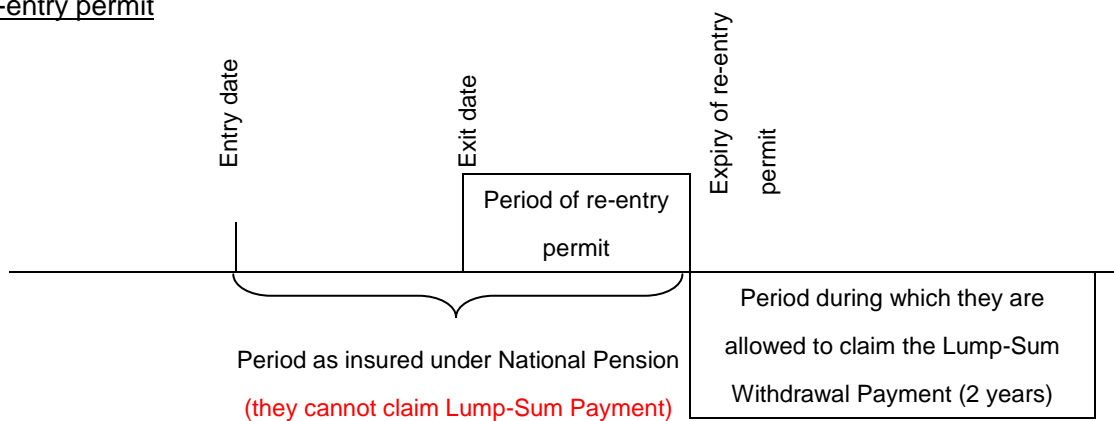 -entry permit
Entry date
Exit date
Expiry of re-entry
permit
Period of re-entry
permit
Period as insured under National Pension
(they cannot claim Lump-Sum Payment)
Period during which they are
allowed to claim the Lump-Sum
Withdrawal Payment (2 years)